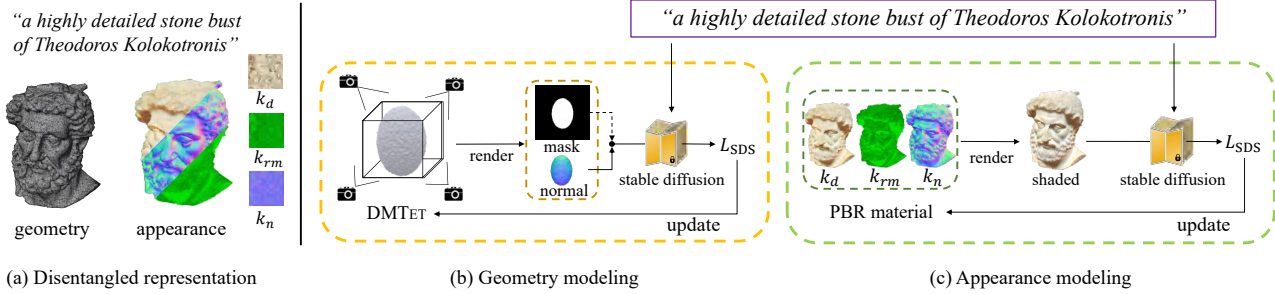 “a highly detailed stone bust
of Theodoros Kolokotronis”
k_d
k_rm
k_n
geometry
appearance
(a) Disentangled representation
“a highly detailed stone bust of Theodoros Kolokotronis”
render
mask
normal
stable diffusion
L_SDS
DMTET
update
(b) Geometry modeling
k_d
k_rm
k_n
render
shaded
stable diffusion
L_SDS
PBR material
update
(c) Appearance modeling